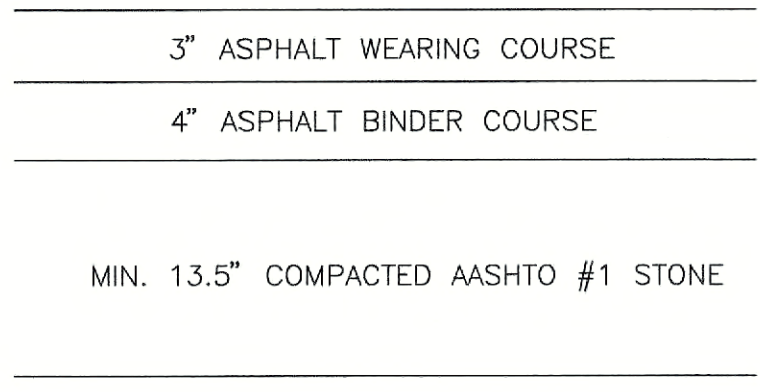 3" ASPHALT WEARING COURSE
4" ASPHALT BINDER COURSE
MIN. 13.5" COMPACTED AASHTO #1 STONE